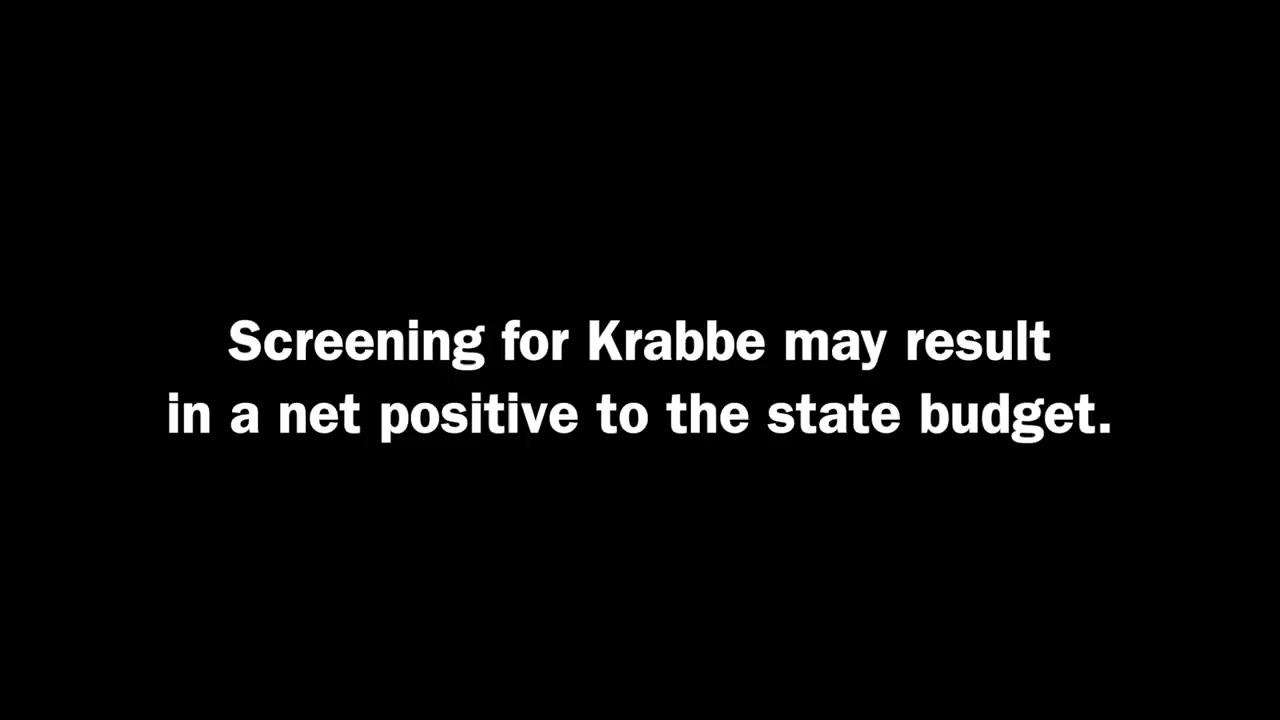 Screening for Krabbe may result
in a net positive to the state budget.